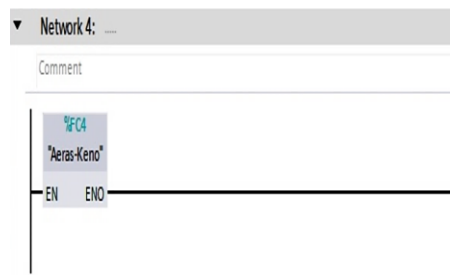 Network 4: ....
Comment
%FC4
"Aeras-Keno"
EN ENO